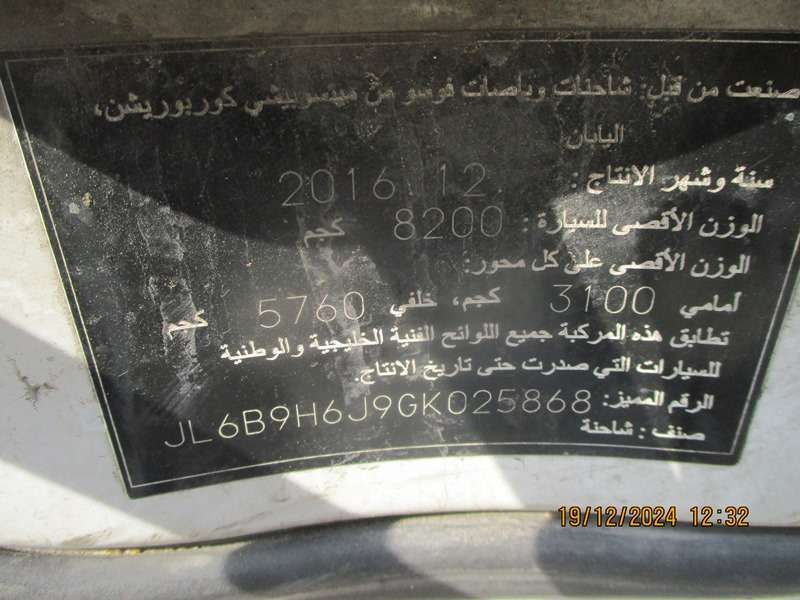 صنعت من قبل: شاحنات وباصات فوسو من ميتسوبيشي كوربوريشن،
اليابان
سنة وشهر الانتاج: 2016.12
الوزن الأقصى للسيارة: 8200 كجم
الوزن الأقصى على كل محور:
أمامي 3100 كجم، خلفي 5760 كجم
تطابق هذه المركبة جميع اللوائح الفنية الخليجية والوطنية
للسيارات التي صدرت حتى تاريخ الانتاج.
الرقم المميز: JL6B9H6J9GK025868
صنف: شاحنة
19/12/2024 12:32